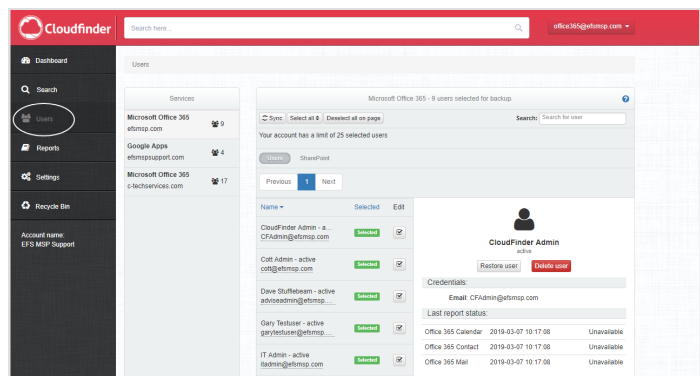 Cloudfinder
Search here...
office365@efsmsp.com
Dashboard
Search
Users
Reports
Settings
Recycle Bin
Account name:
EFS MSP Support
Users
Services
Microsoft Office 365
efsmsp.com
9
Google Apps
efsmspsupport.com
4
Microsoft Office 365
c-techservices.com
17
Microsoft Office 365 - 9 users selected for backup
Sync Select all Deselect all on page
Search: Search for user
Your account has a limit of 25 selected users
Users SharePoint
Previous 1 Next
Name Selected Edit
CloudFinder Admin - a...
CFAdmin@efsmsp.com
Selected
Cott Admin - active
cott@efsmsp.com
Selected
Dave Stufflebeam - active
adviseadmin@efsmsp....
Selected
Gary Testuser - active
garytestuser@efsmsp....
Selected
IT Admin - active
itadmin@efsmsp.com
Selected
CloudFinder Admin
active
Restore user Delete user
Credentials:
Email: CFAdmin@efsmsp.com
Last report status:
Office 365 Calendar 2019-03-07 10:17:08 Unavailable
Office 365 Contact 2019-03-07 10:17:08 Unavailable
Office 365 Mail 2019-03-07 10:17:08 Unavailable